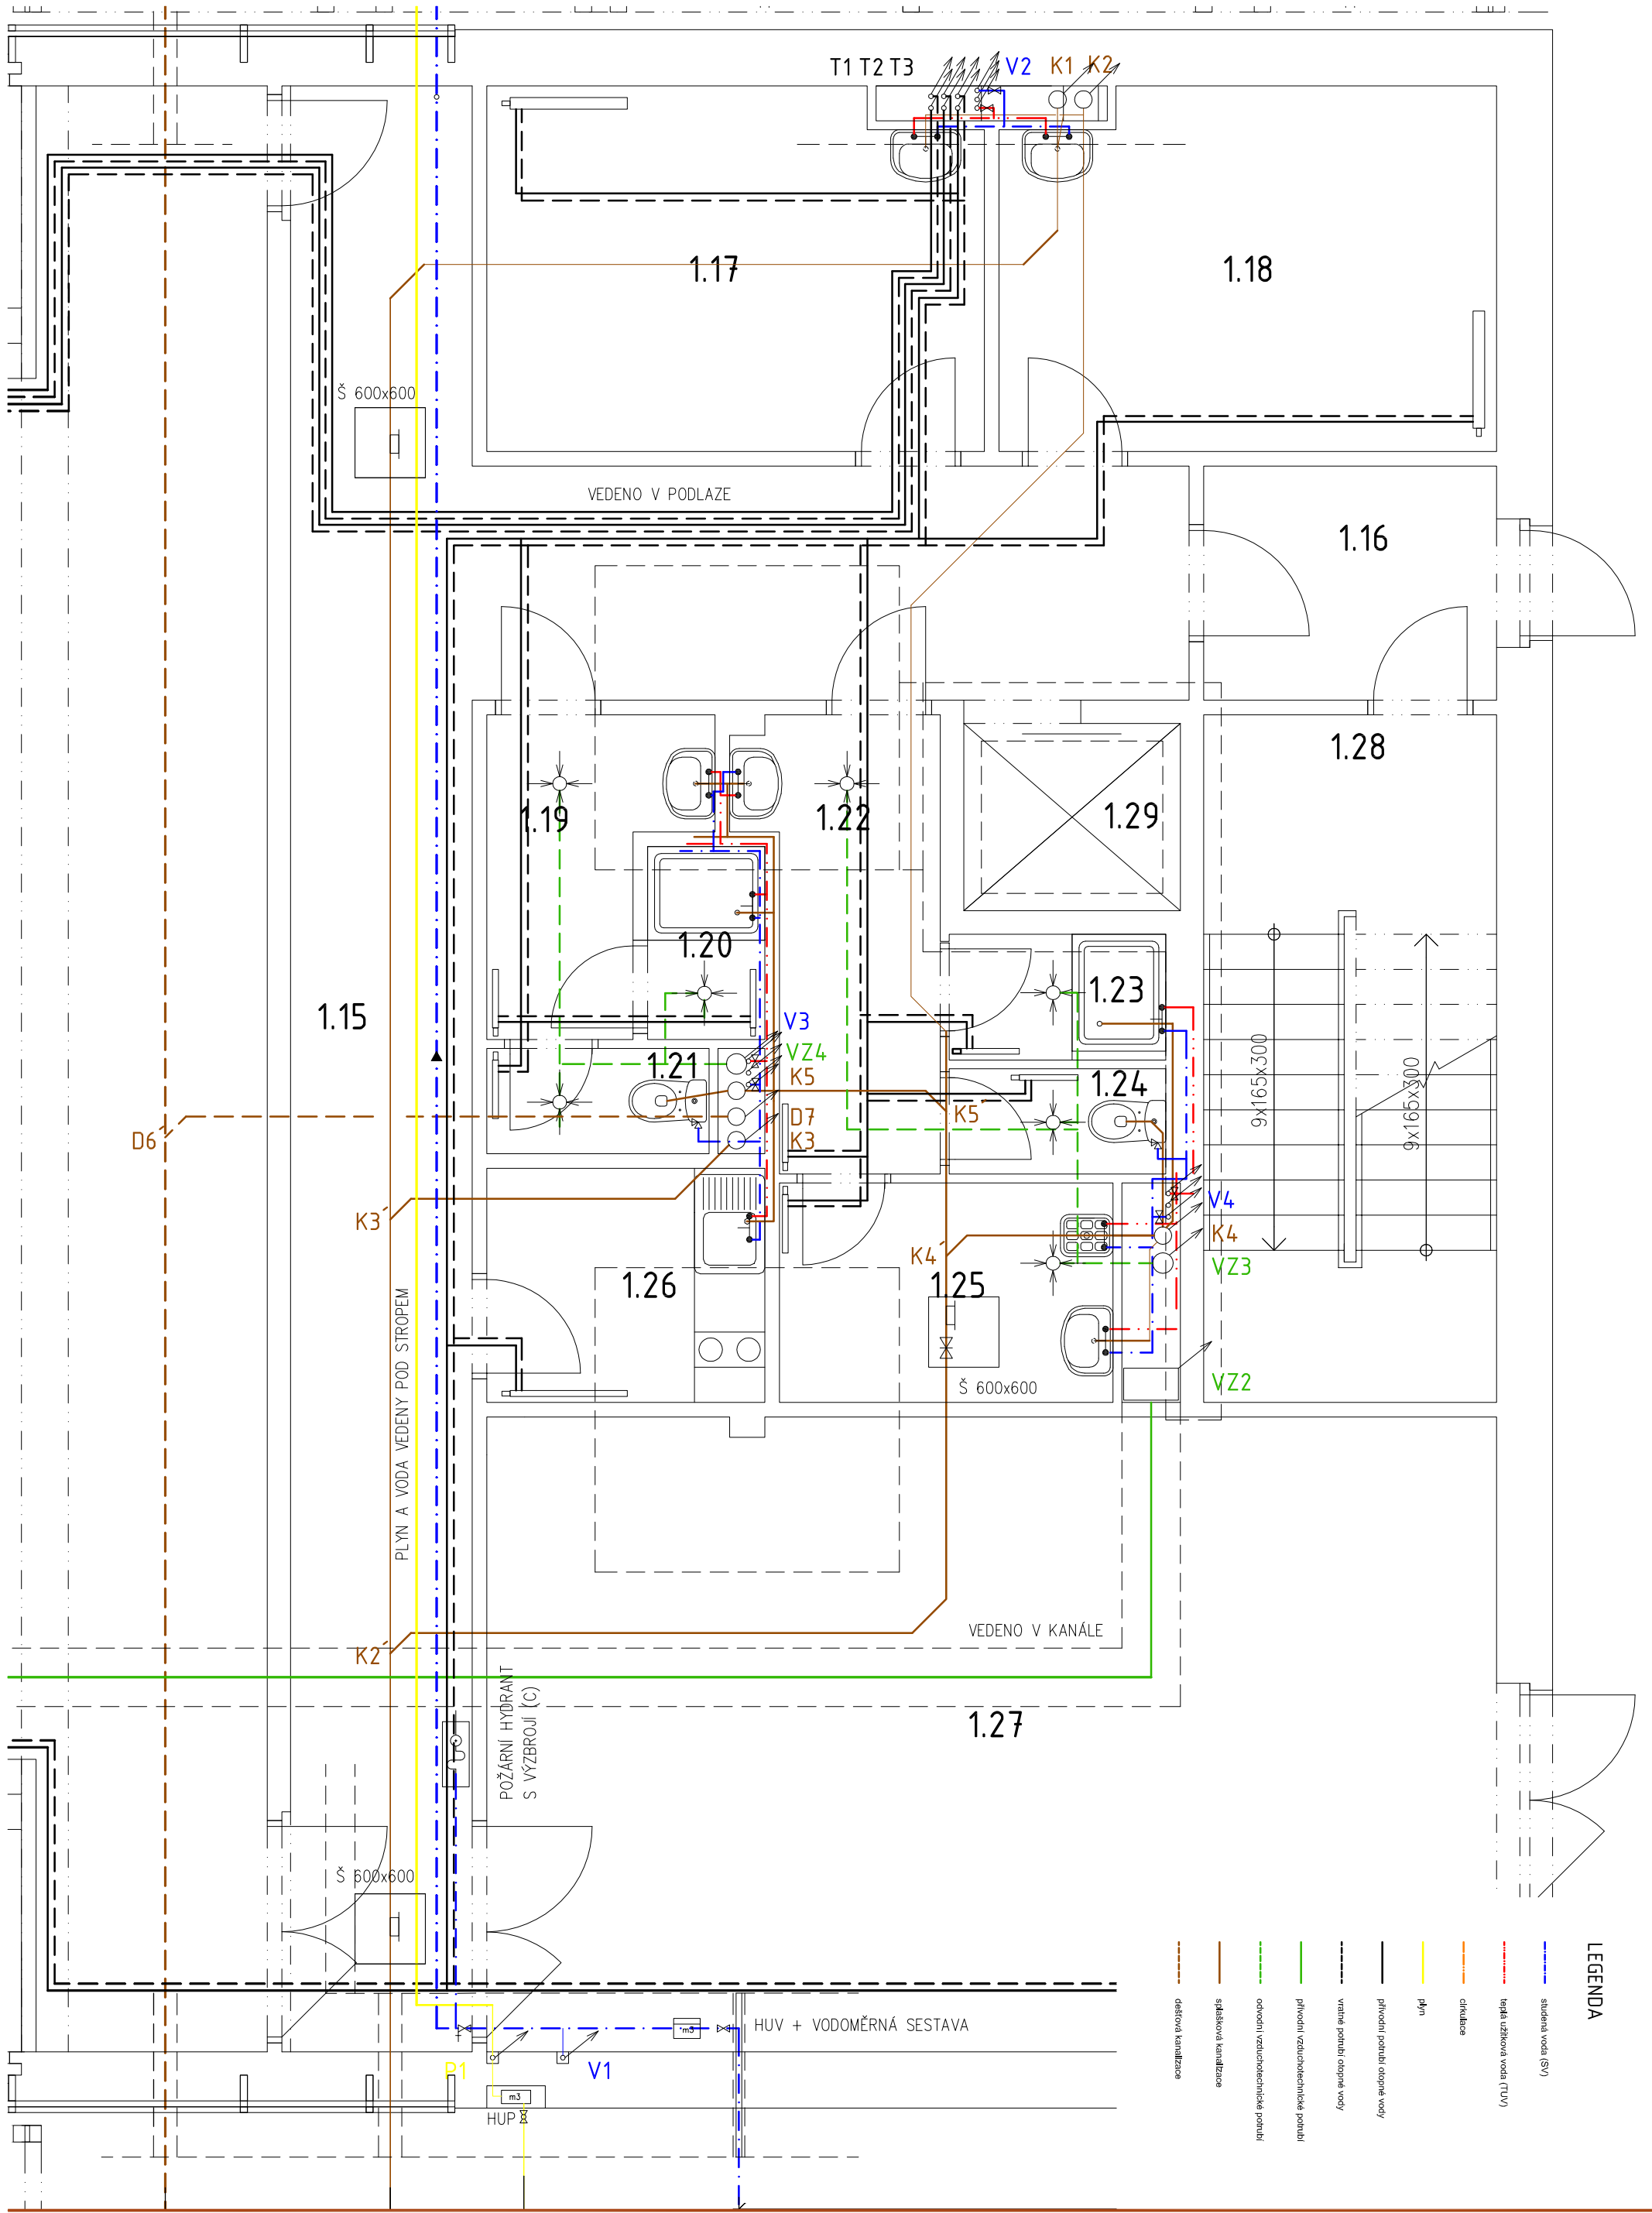 T1 T2 T3
V2
K1
K2
1.17
1.18
Š 600x600
VEDENO V PODLAZE
1.16
1.28
1.19
1.22
1.29
1.20
1.23
1.15
V3
VZ4
1.21
K5
D7
K3
1.24
K5´
9x165x300
9x165x300
D6´
K3´
V4
K4
VZ3
K4´
1.26
1.25
Š 600x600
VZ2
PLYN A VODA VEDENY POD STROPEM
VEDENO V KANÁLE
K2´
POŽÁRNÍ HYDRANT
S VÝZBROJÍ (C)
1.27
Š 600x600
m3
HUV + VODOMĚRNÁ SESTAVA
P1
V1
m3
HUP
LEGENDA
studená voda (SV)
teplá užitková voda (TUV)
cirkulace
plyn
přívodní potrubí otopné vody
vratné potrubí otopné vody
přívodní vzduchotechnické potrubí
odvodní vzduchotechnické potrubí
splašková kanalizace
dešťová kanalizace